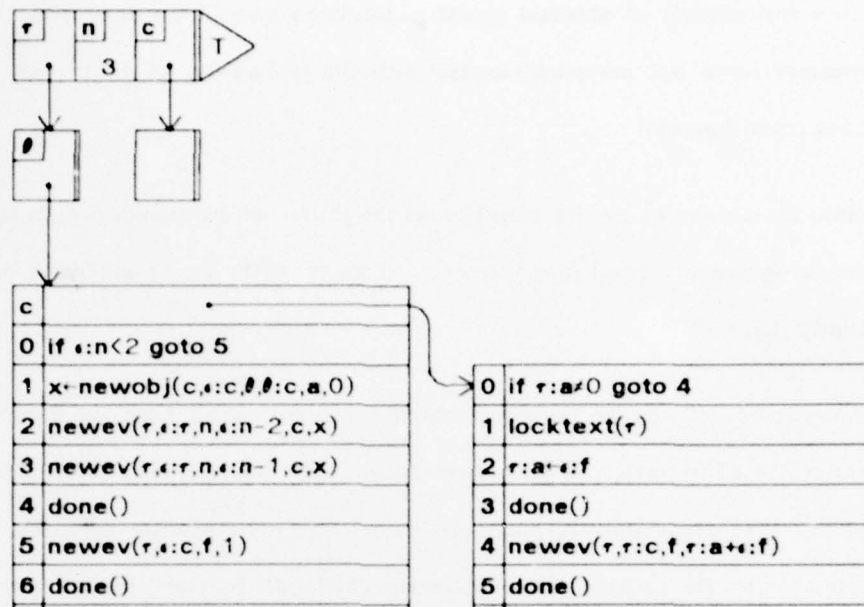 τ n c
3
T
θ
c
0 if ϵ:n<2 goto 5
1 x←newobj(c,ϵ:c,θ,θ:c,a,0)
2 newev(τ,ϵ:τ,n,ϵ:n-2,c,x)
3 newev(τ,ϵ:τ,n,ϵ:n-1,c,x)
4 done()
5 newev(τ,ϵ:c,f,1)
6 done()
0 if τ:a≠0 goto 4
1 locktext(τ)
2 τ:a←ϵ:f
3 done()
4 newev(τ,τ:c,f,τ:a+ϵ:f)
5 done()